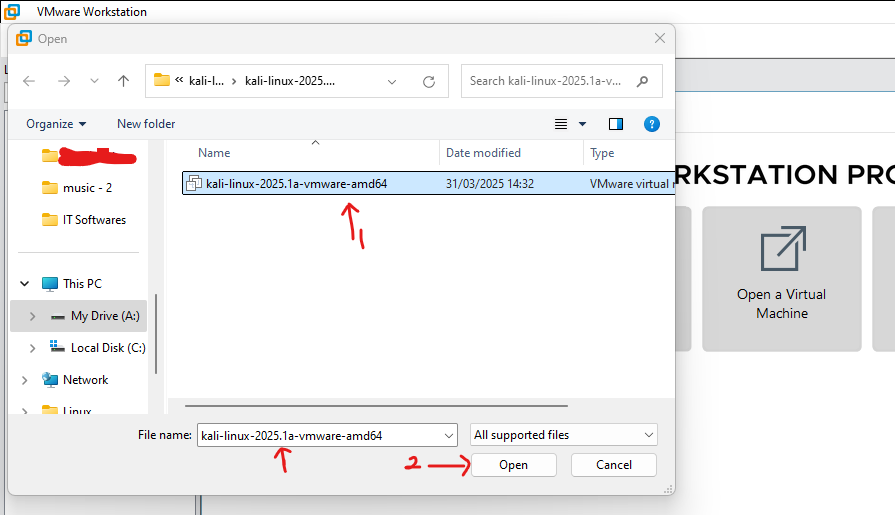 VMware Workstation
Open
« kali-l... › kali-linux-2025....
Search kali-linux-2025.1a-v...
Organize
New folder
?
Name
Date modified
Type
kali-linux-2025.1a-vmware-amd64
31/03/2025 14:32
VMware virtual
1
music - 2
IT Softwares
This PC
My Drive (A:)
Local Disk (C:)
Network
Linux
RKSTATION PRO
Open a Virtual
Machine
File name:
kali-linux-2025.1a-vmware-amd64
All supported files
2
Open
Cancel